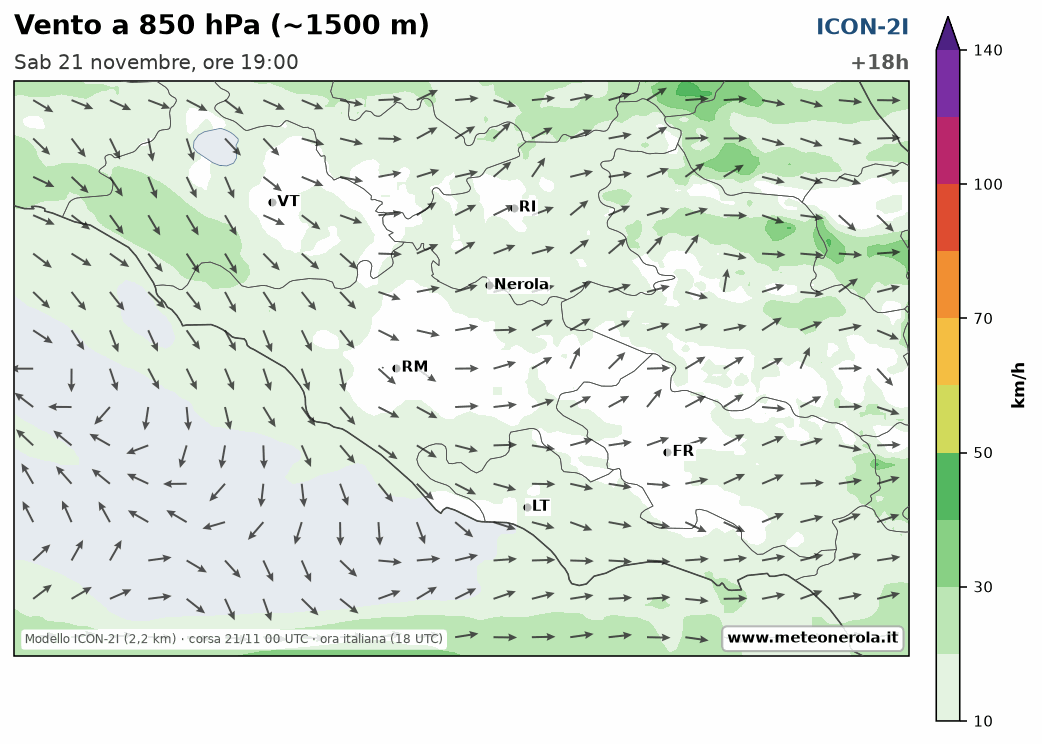 Vento a 850 hPa (~1500 m)
ICON-2I
Sab 21 novembre, ore 19:00
+18h
140
100
70
50
30
10
km/h
VT
RI
Nerola
RM
FR
LT
Modello ICON-2I (2,2 km) · corsa 21/11 00 UTC · ora italiana (18 UTC)
www.meteonerola.it